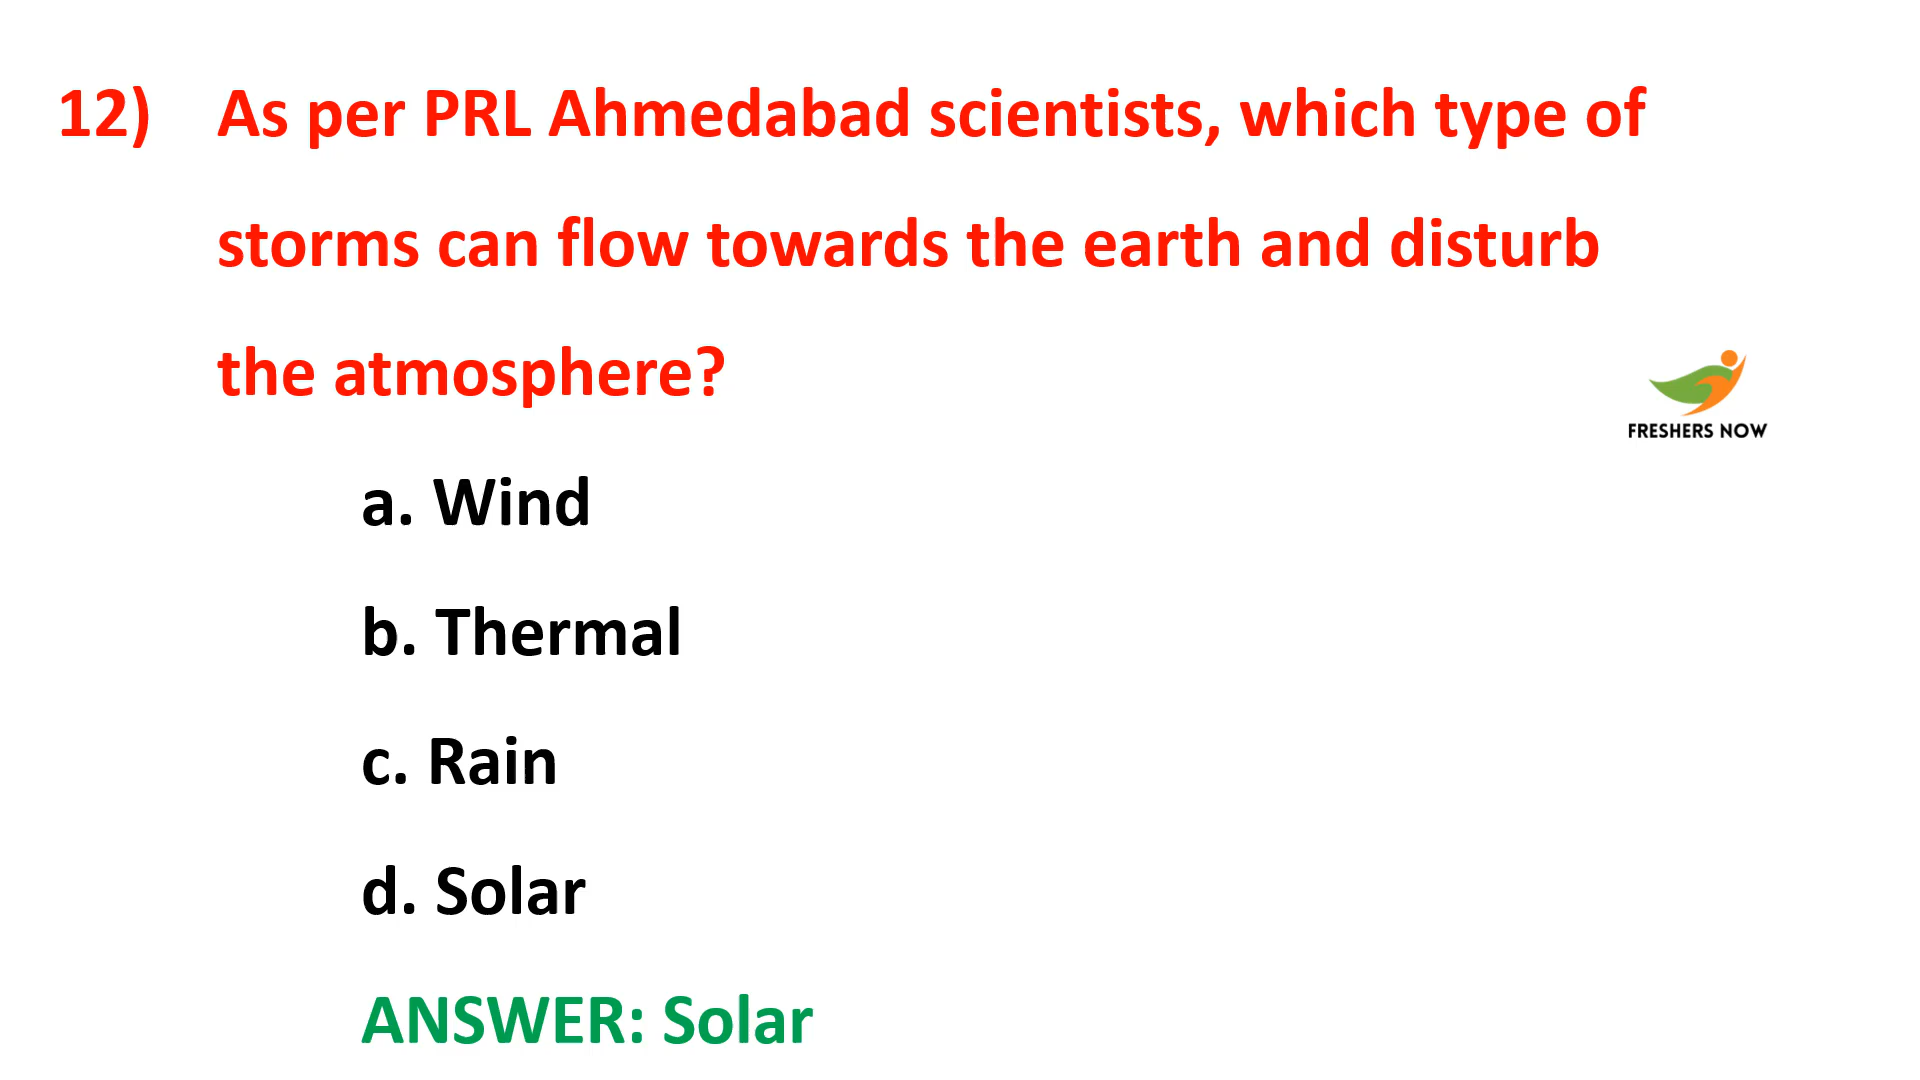 12) As per PRL Ahmedabad scientists, which type of
storms can flow towards the earth and disturb
the atmosphere?
FRESHERS NOW
a. Wind
b. Thermal
c. Rain
d. Solar
ANSWER: Solar